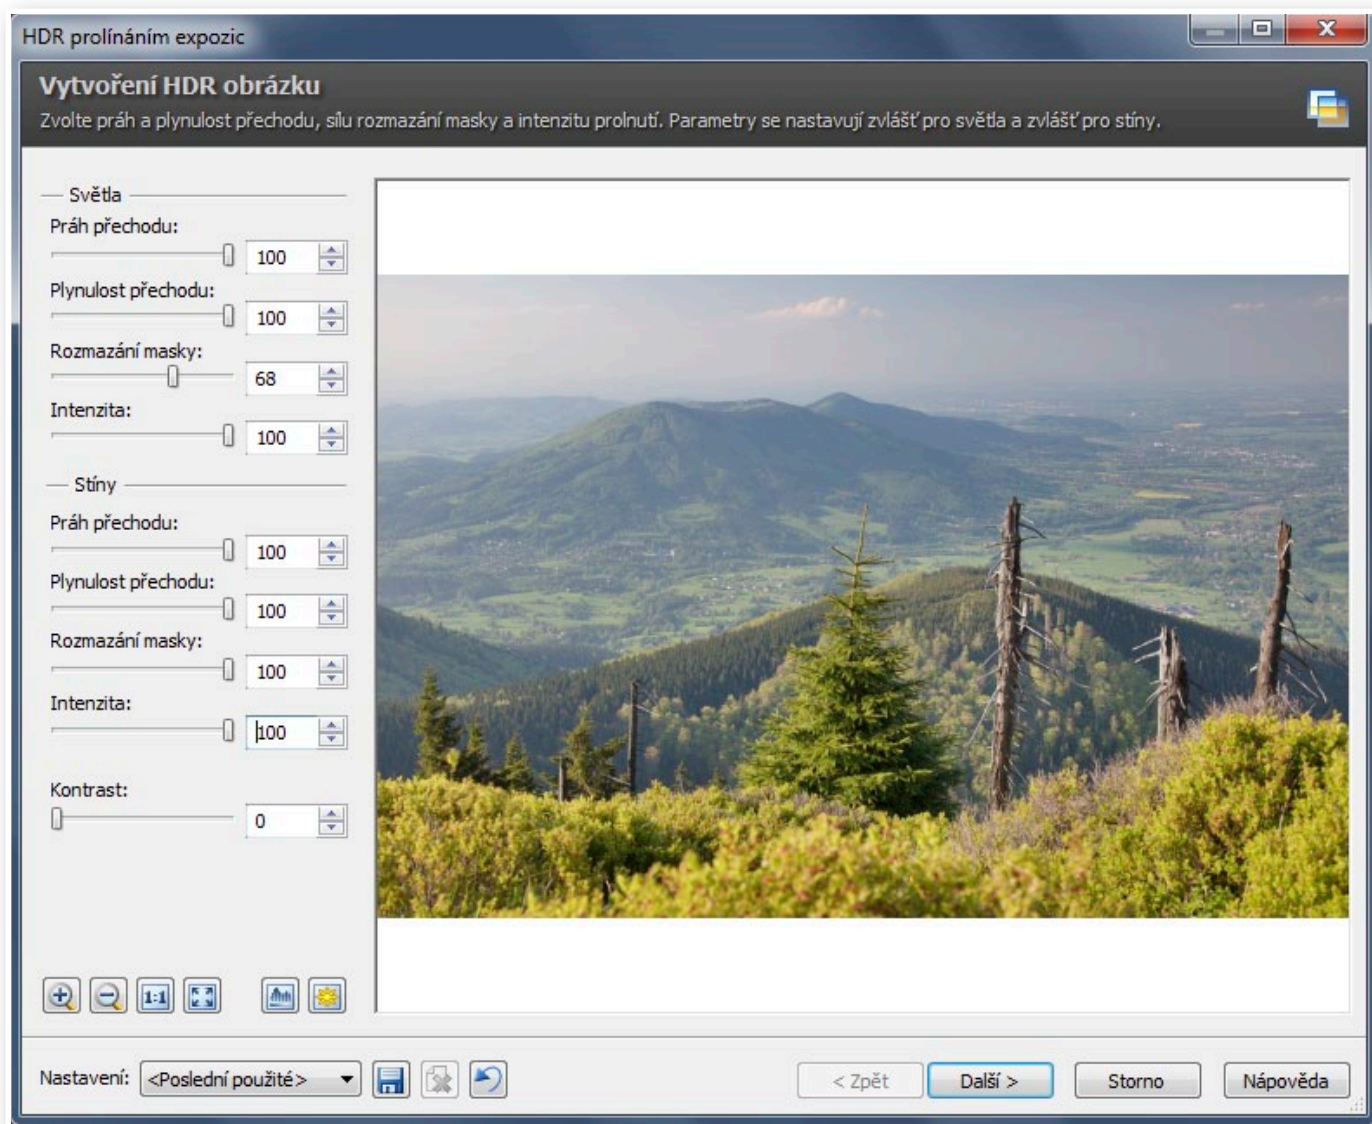 HDR prolínáním expozic
Vytvoření HDR obrázku
Zvolte práh a plynulost přechodu, sílu rozmazání masky a intenzitu prolnutí. Parametry se nastavují zvlášť pro světla a zvlášť pro stíny.
Světla
Práh přechodu:
100
Plynulost přechodu:
100
Rozmazání masky:
68
Intenzita:
100
Stíny
Práh přechodu:
100
Plynulost přechodu:
100
Rozmazání masky:
100
Intenzita:
100
Kontrast:
0
1:1
Nastavení: <Poslední použité> < Zpět Další > Storno Nápověda